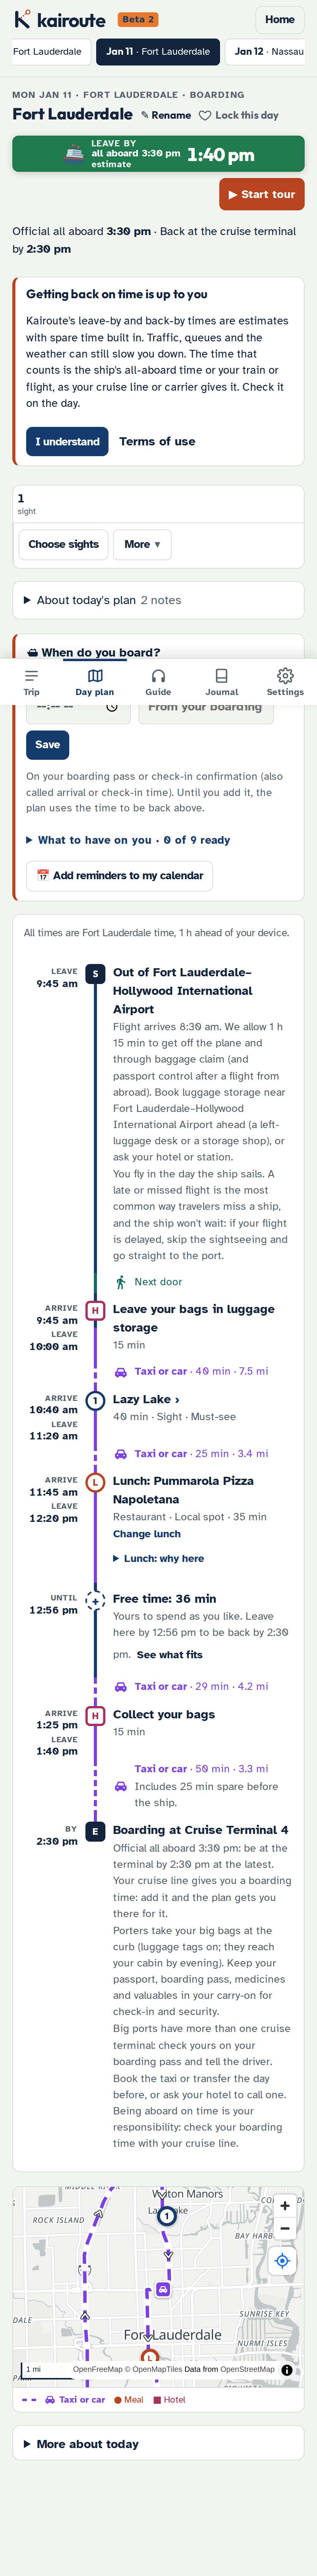 kairoute
Beta 2
Home
Fort Lauderdale
Jan 11 · Fort Lauderdale
Jan 12 · Nassau
MON JAN 11 · FORT LAUDERDALE · BOARDING
Fort Lauderdale
✎ Rename
Lock this day
LEAVE BY
all aboard 3:30 pm
estimate
1:40 pm
▶ Start tour
Official all aboard 3:30 pm · Back at the cruise terminal
by 2:30 pm
Getting back on time is up to you
Kairoute's leave-by and back-by times are estimates
with spare time built in. Traffic, queues and the
weather can still slow you down. The time that
counts is the ship's all-aboard time or your train or
flight, as your cruise line or carrier gives it. Check it
on the day.
I understand
Terms of use
1
sight
Choose sights
More ▾
▶ About today's plan 2 notes
When do you board?
Trip
Day plan
Guide
Journal
Settings
From your boarding
Save
On your boarding pass or check-in confirmation (also
called arrival or check-in time). Until you add it, the
plan uses the time to be back above.
▶ What to have on you · 0 of 9 ready
Add reminders to my calendar
All times are Fort Lauderdale time, 1 h ahead of your device.
LEAVE
9:45 am
S
Out of Fort Lauderdale–
Hollywood International
Airport
Flight arrives 8:30 am. We allow 1 h
15 min to get off the plane and
through baggage claim (and
passport control after a flight from
abroad). Book luggage storage near
Fort Lauderdale–Hollywood
International Airport ahead (a left-
luggage desk or a storage shop), or
ask your hotel or station.
You fly in the day the ship sails. A
late or missed flight is the most
common way travelers miss a ship,
and the ship won't wait: if your flight
is delayed, skip the sightseeing and
go straight to the port.
Next door
ARRIVE
9:45 am
LEAVE
10:00 am
H
Leave your bags in luggage
storage
15 min
Taxi or car · 40 min · 7.5 mi
ARRIVE
10:40 am
LEAVE
11:20 am
1
Lazy Lake ›
40 min · Sight · Must-see
Taxi or car · 25 min · 3.4 mi
ARRIVE
11:45 am
LEAVE
12:20 pm
L
Lunch: Pummarola Pizza
Napoletana
Restaurant · Local spot · 35 min
Change lunch
▶ Lunch: why here
UNTIL
12:56 pm
+
Free time: 36 min
Yours to spend as you like. Leave
here by 12:56 pm to be back by 2:30
pm. See what fits
Taxi or car · 29 min · 4.2 mi
ARRIVE
1:25 pm
LEAVE
1:40 pm
H
Collect your bags
15 min
Taxi or car · 50 min · 3.3 mi
Includes 25 min spare before
the ship.
BY
2:30 pm
E
Boarding at Cruise Terminal 4
Official all aboard 3:30 pm: be at the
terminal by 2:30 pm at the latest.
Your cruise line gives you a boarding
time: add it and the plan gets you
there for it.
Porters take your big bags at the
curb (luggage tags on; they reach
your cabin by evening). Keep your
passport, boarding pass, medicines
and valuables in your carry-on for
check-in and security.
Big ports have more than one cruise
terminal: check yours on your
boarding pass and tell the driver.
Book the taxi or transfer the day
before, or ask your hotel to call one.
Being aboard on time is your
responsibility: check your boarding
time with your cruise line.
ROCK ISLAND
1
BAY HARB
SUNRISE KEY
DALE
NURMI ISLES
L
1 mi
OpenFreeMap © OpenMapTiles Data from OpenStreetMap
Taxi or car
Meal
Hotel
▶ More about today